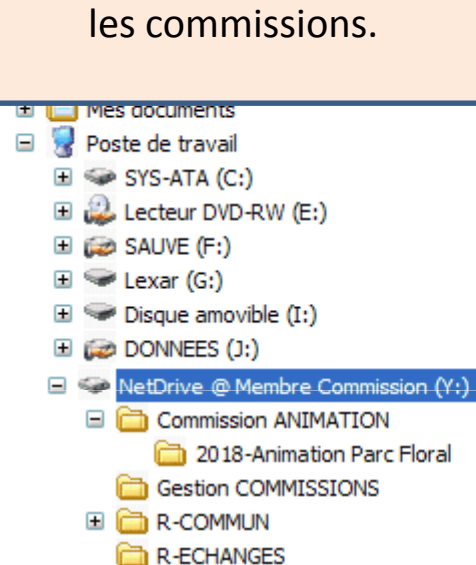 les commissions.
Mes documents
Poste de travail
SYS-ATA (C:)
Lecteur DVD-RW (E:)
SAUVE (F:)
Lexar (G:)
Disque amovible (I:)
DONNEES (J:)
NetDrive @ Membre Commission (Y:)
Commission ANIMATION
2018-Animation Parc Floral
Gestion COMMISSIONS
R-COMMUN
R-ECHANGES